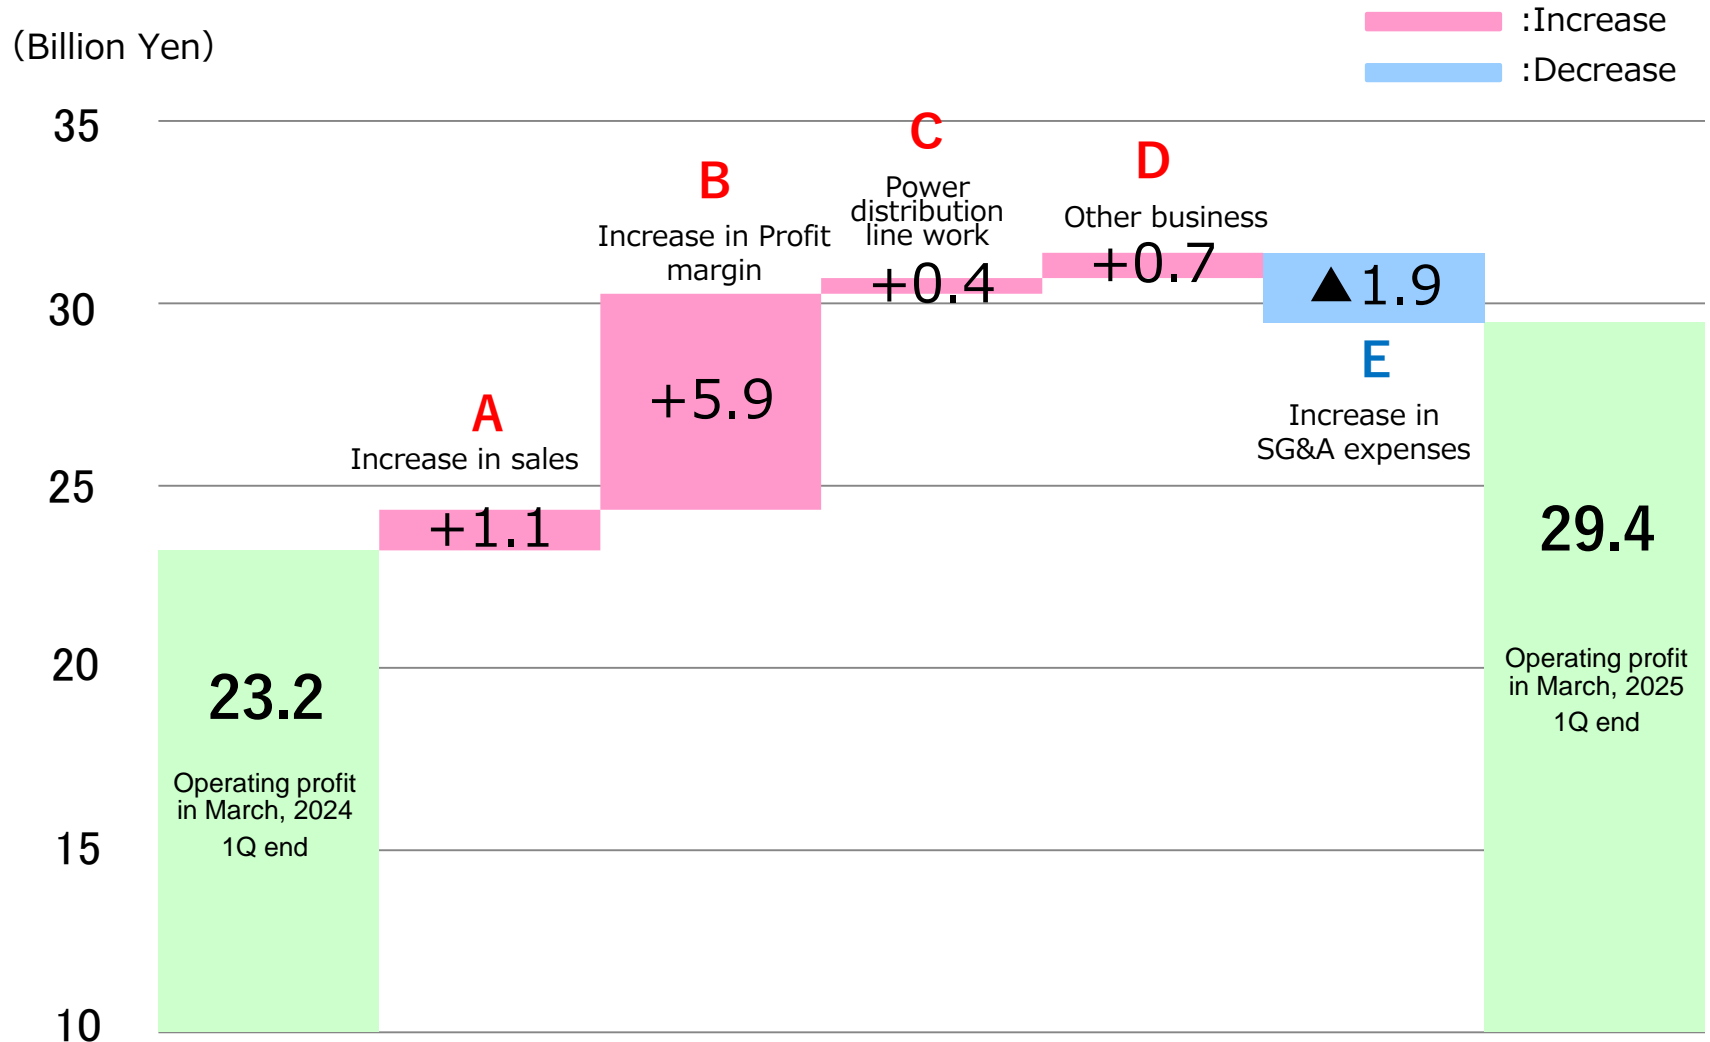 （Billion Yen）
:Increase
:Decrease
35
30
25
20
15
10
23.2
Operating profit
in March, 2024
1Q end
A
Increase in sales
+1.1
B
Increase in Profit
margin
+5.9
C
Power
distribution
line work
+0.4
D
Other business
+0.7
▲1.9
E
Increase in
SG&A expenses
29.4
Operating profit
in March, 2025
1Q end